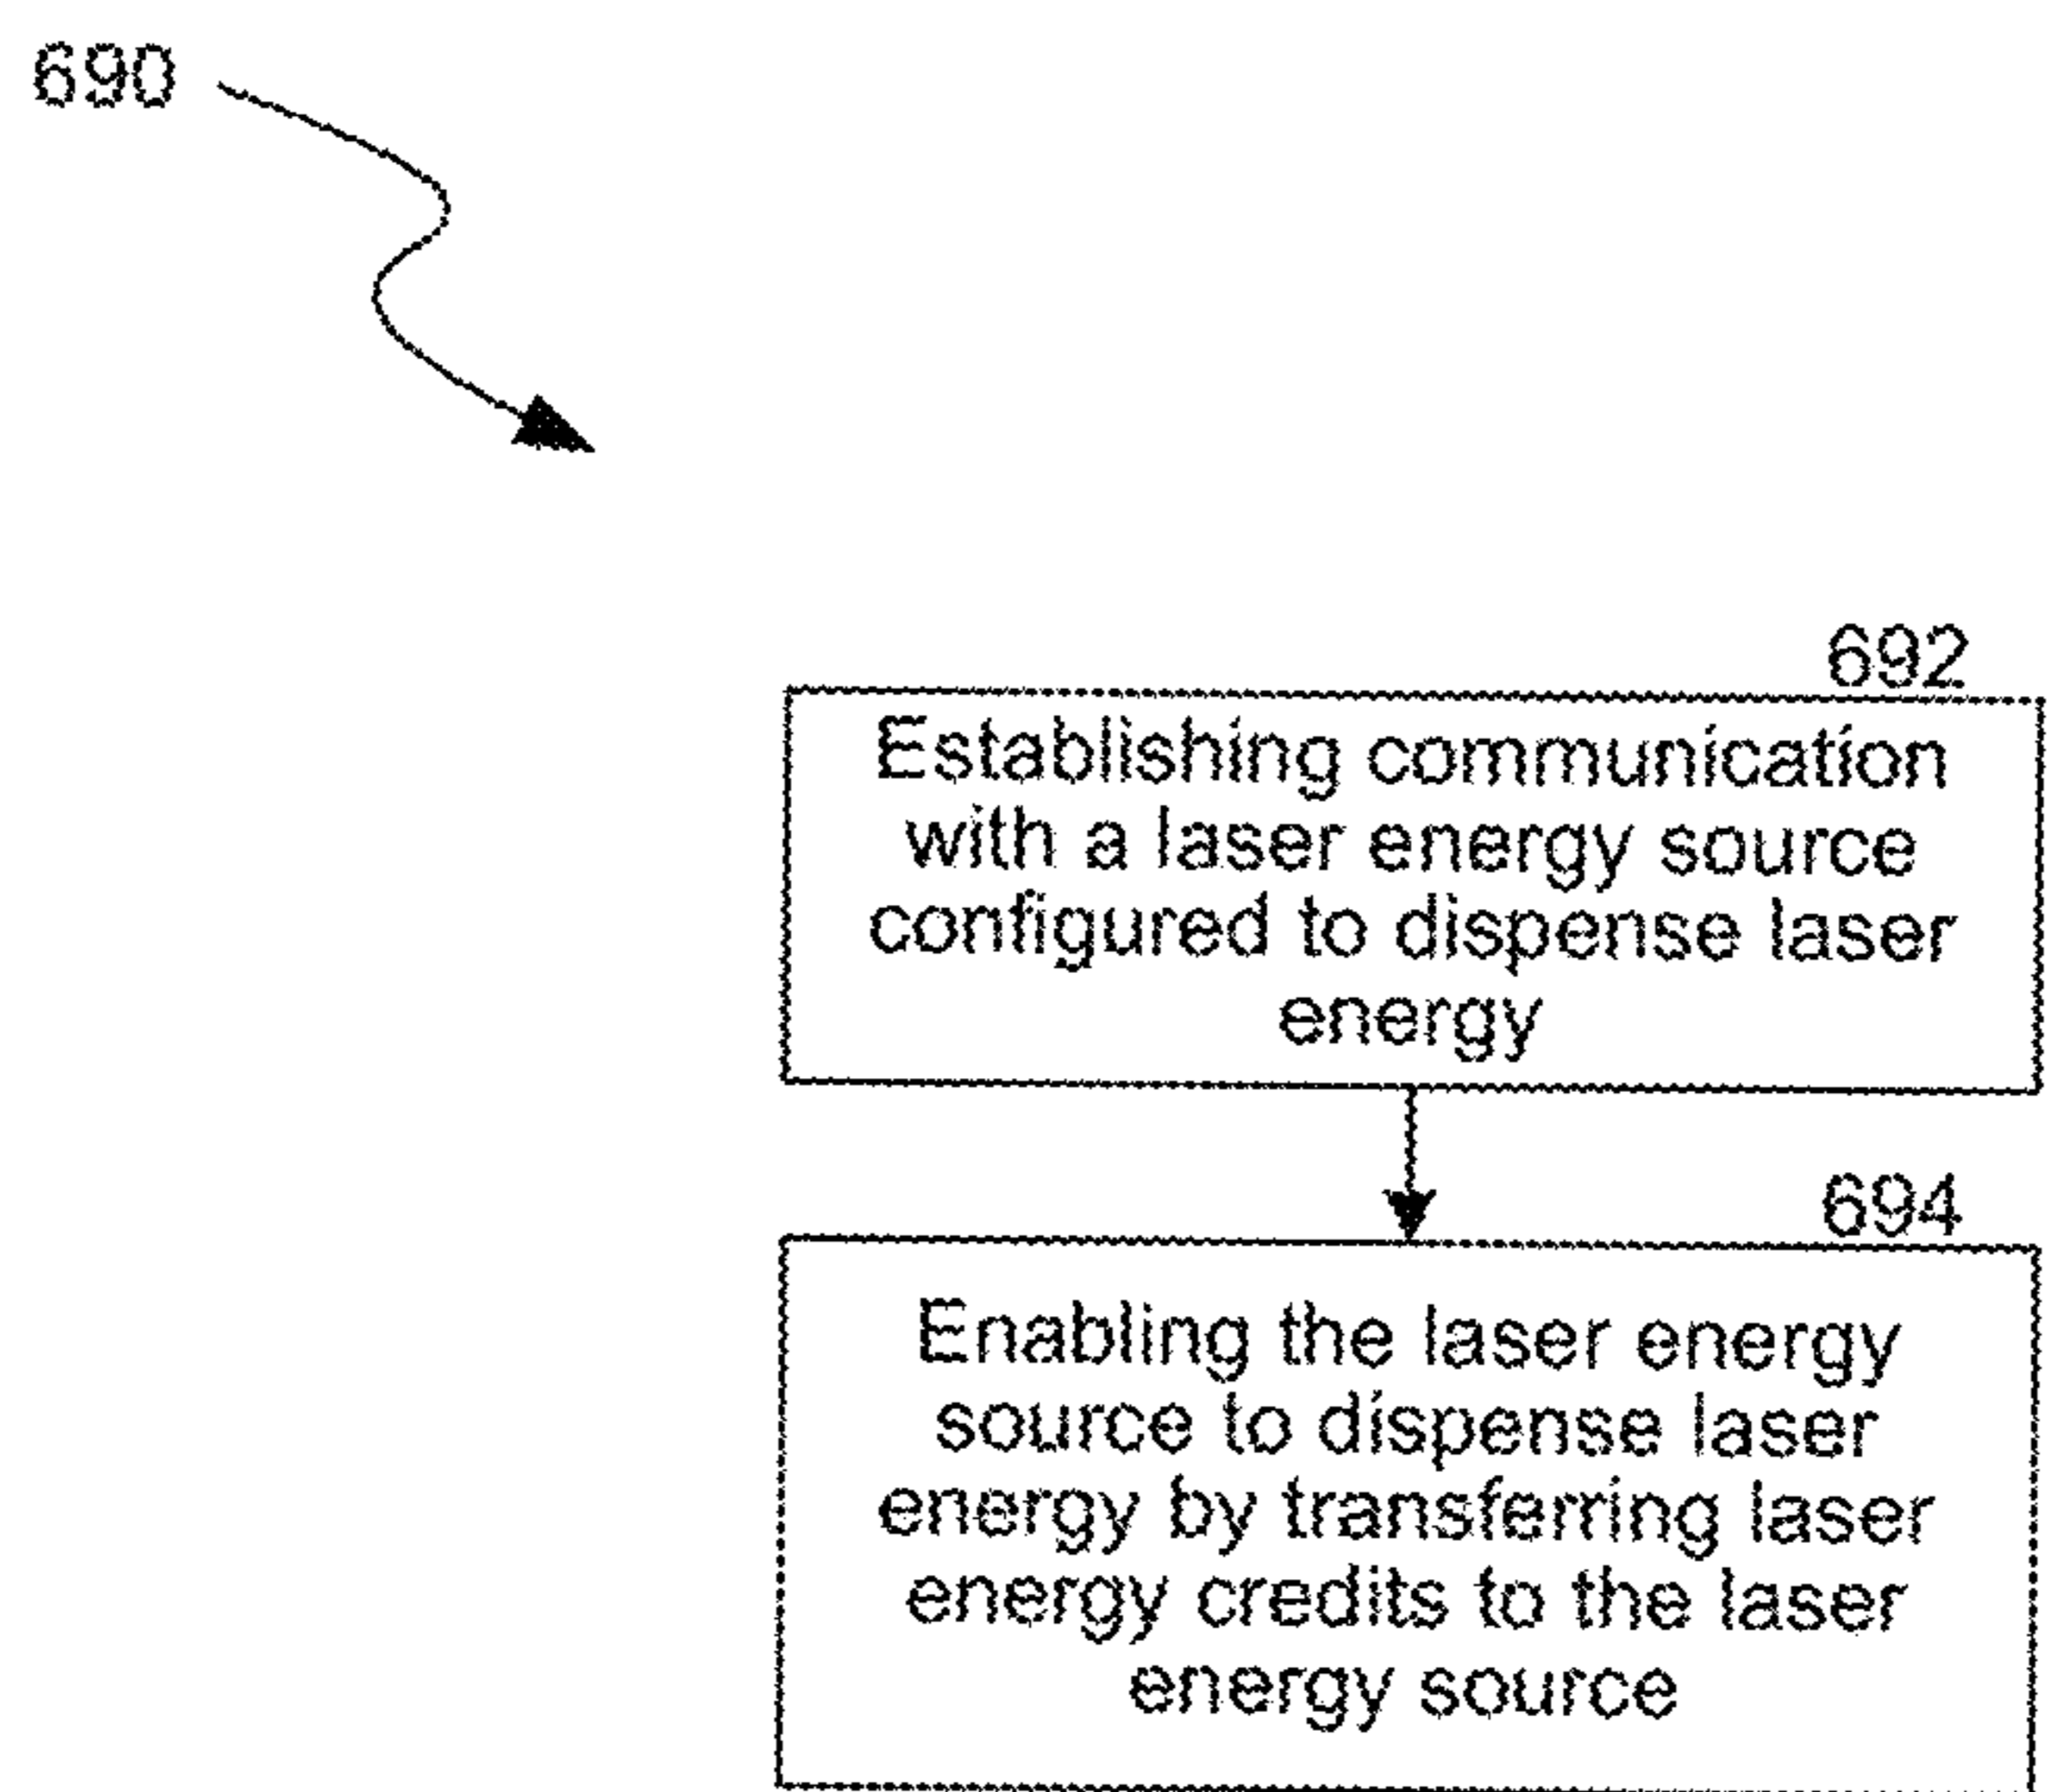 690
692
Establishing communication
with a laser energy source
configured to dispense laser
energy
694
Enabling the laser energy
source to dispense laser
energy by transferring laser
energy credits to the laser
energy source